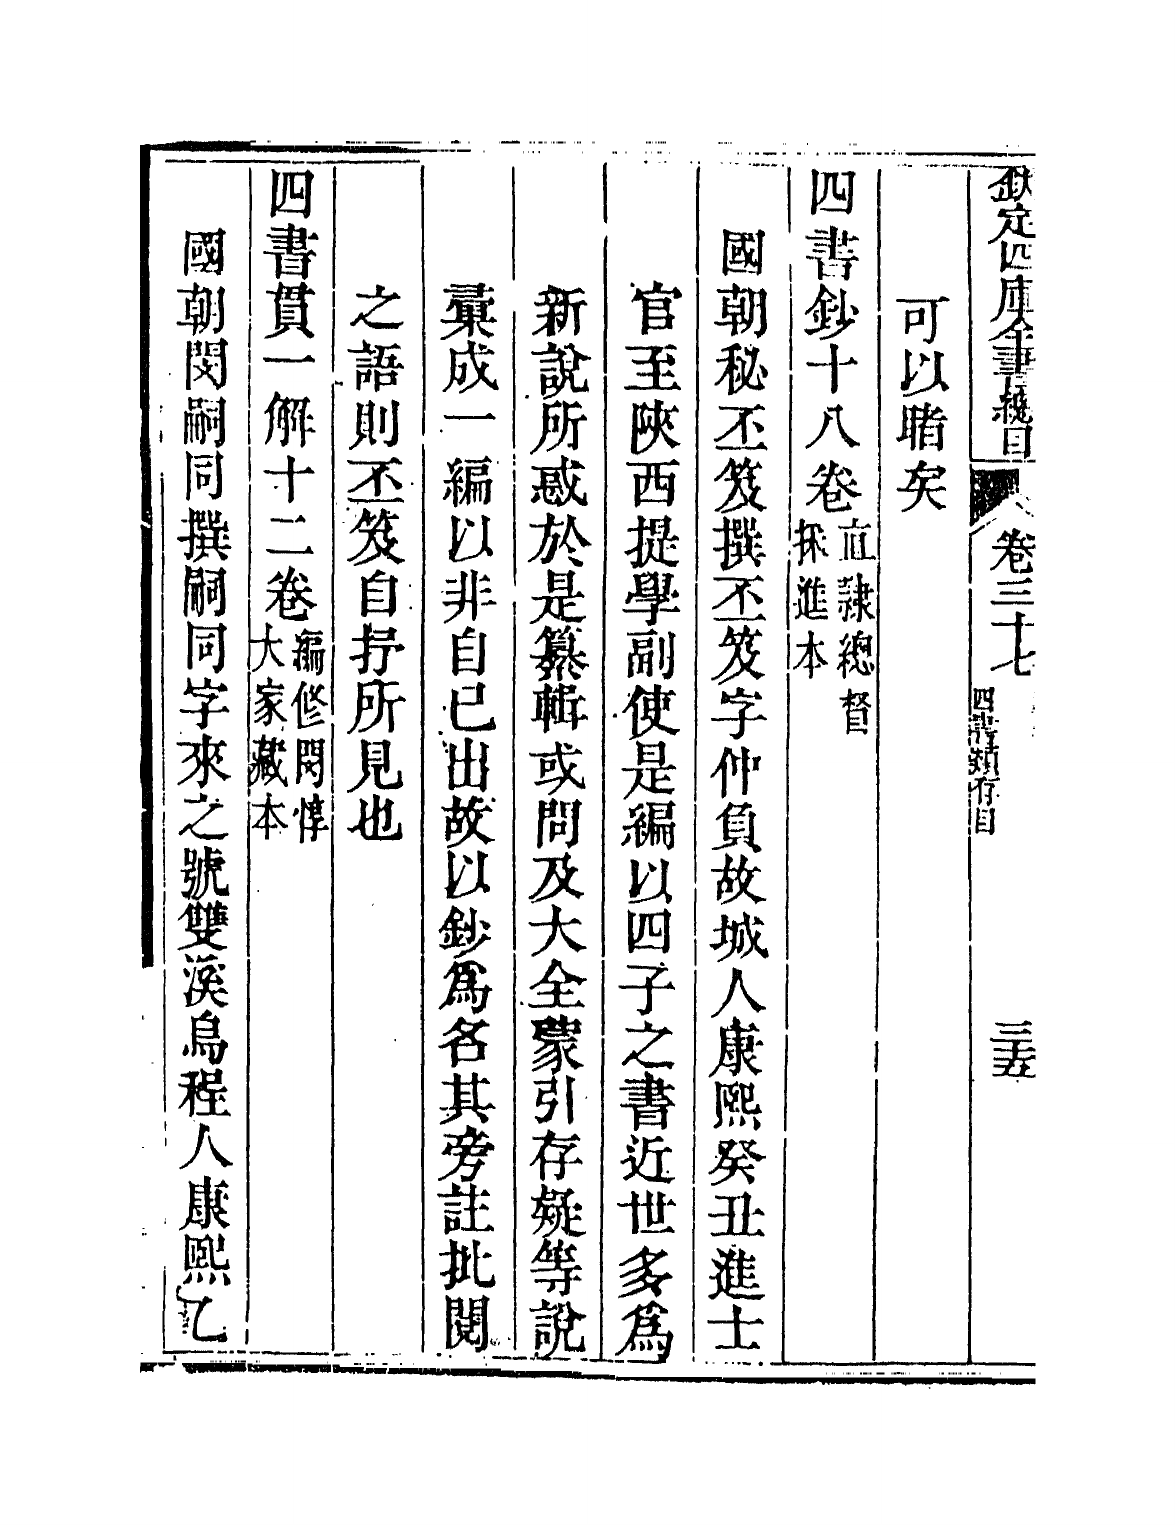 欽定四庫全書總目 卷三十七 四書類存目 三五
可以睹矣
四書鈔十八卷 直隷總督
採進本
國朝秘丕笈撰丕笈字仲負故城人康熙癸丑進士
官至陝西提學副使是編以四子之書近世多爲
新說所惑於是纂輯或問及大全蒙引存疑等說
彙成一編以非自已出故以鈔爲名其旁註批閱
之語則丕笈自抒所見也
四書貫一解十二卷 編修閔惇
大家藏本
國朝閔嗣同撰嗣同字來之號雙溪烏程人康熙乙